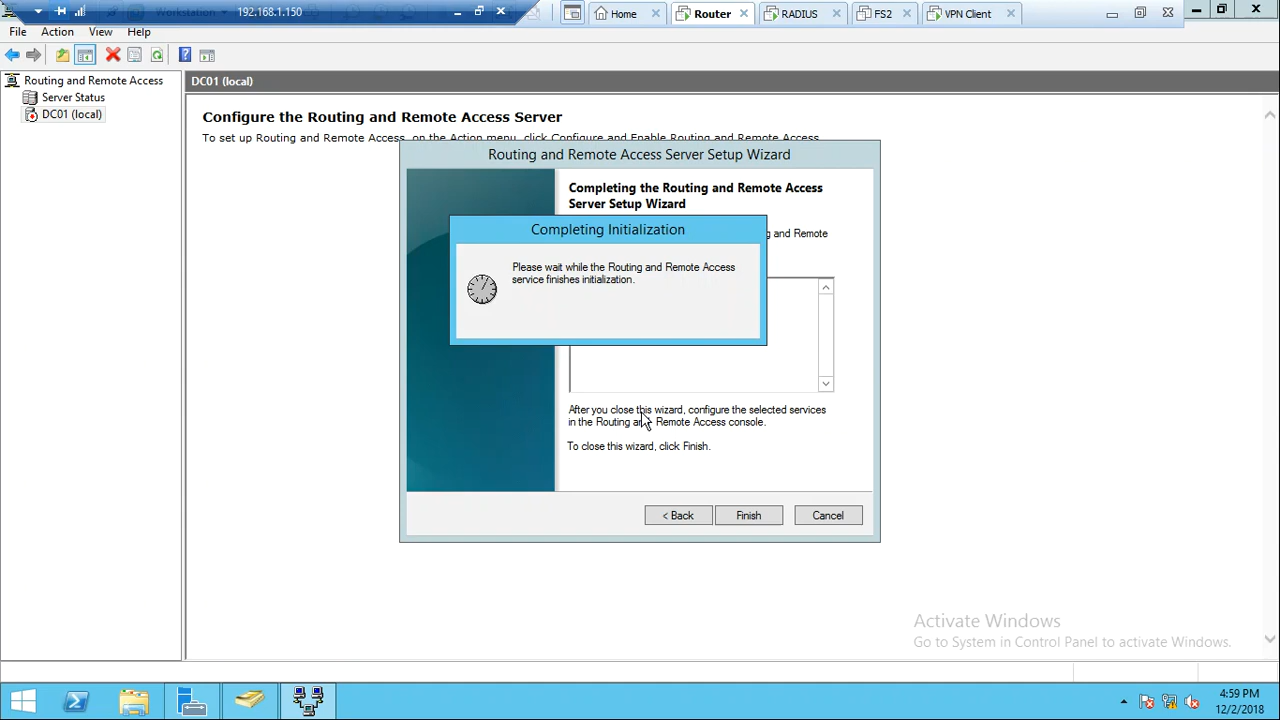 Workstation
192.168.1.150
Home
Router
RADIUS
FS2
VPN Client
File Action View Help
Routing and Remote Access
Server Status
DC01 (local)
DC01 (local)
Configure the Routing and Remote Access Server
To set up Routing and Remote Access, on the Action menu, click Configure and Enable Routing and Remote Access.
Routing and Remote Access Server Setup Wizard
Completing the Routing and Remote Access
Server Setup Wizard
g and Remote
Completing Initialization
Please wait while the Routing and Remote Access
service finishes initialization.
After you close this wizard, configure the selected services
in the Routing and Remote Access console.
To close this wizard, click Finish.
< Back
Finish
Cancel
Activate Windows
Go to System in Control Panel to activate Windows.
4:59 PM
12/2/2018